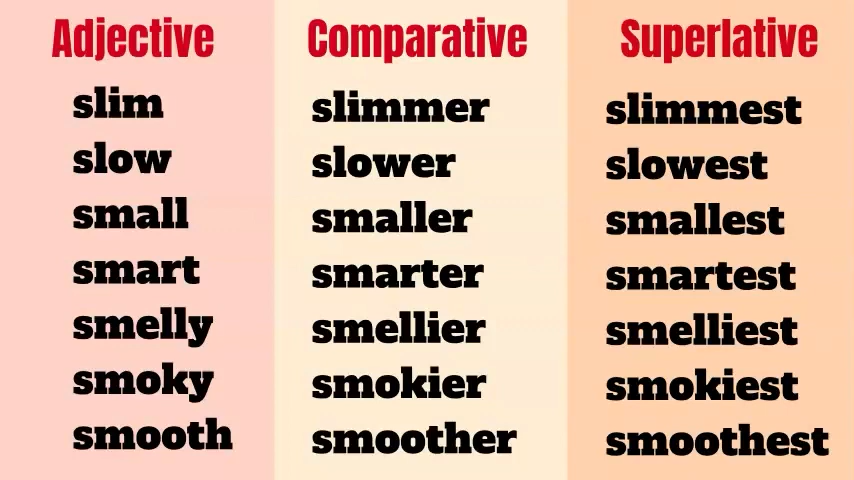 Adjective Comparative Superlative
slim slimmer slimmest
slow slower slowest
small smaller smallest
smart smarter smartest
smelly smellier smelliest
smoky smokier smokiest
smooth smoother smoothest